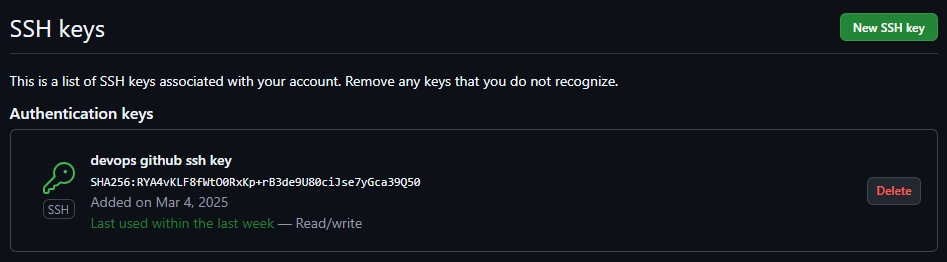 SSH keys
New SSH key
This is a list of SSH keys associated with your account. Remove any keys that you do not recognize.
Authentication keys
devops github ssh key
SHA256:RYA4vKLF8fWtO0RxKp+rB3de9U80ciJse7yGca39Q50
Added on Mar 4, 2025
Last used within the last week — Read/write
SSH
Delete